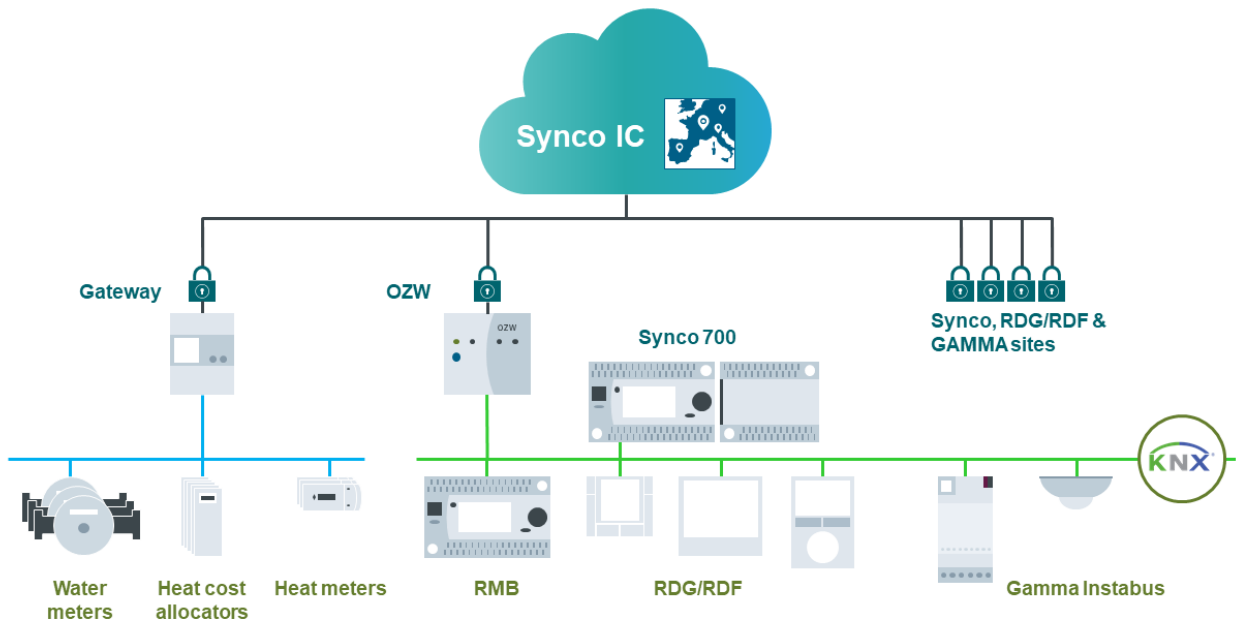 Synco IC
Gateway
OZW
OZW
Synco 700
Synco, RDG/RDF &
GAMMA sites
KNX
Water
meters
Heat cost
allocators
Heat meters
RMB
RDG/RDF
Gamma Instabus